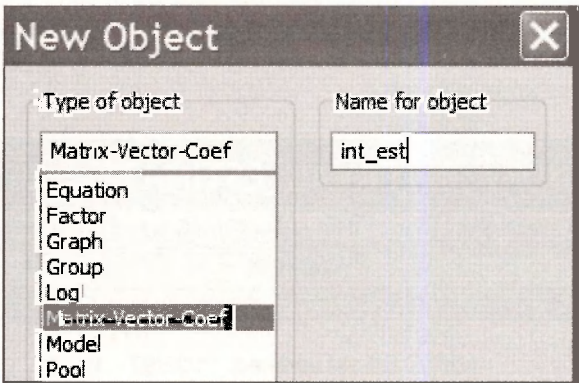 New Object
Type of object
Name for object
Matrix-Vector-Coef
int_est
Equation
Factor
Graph
Group
Log
Matrix-Vector-Coef
Model
Pool